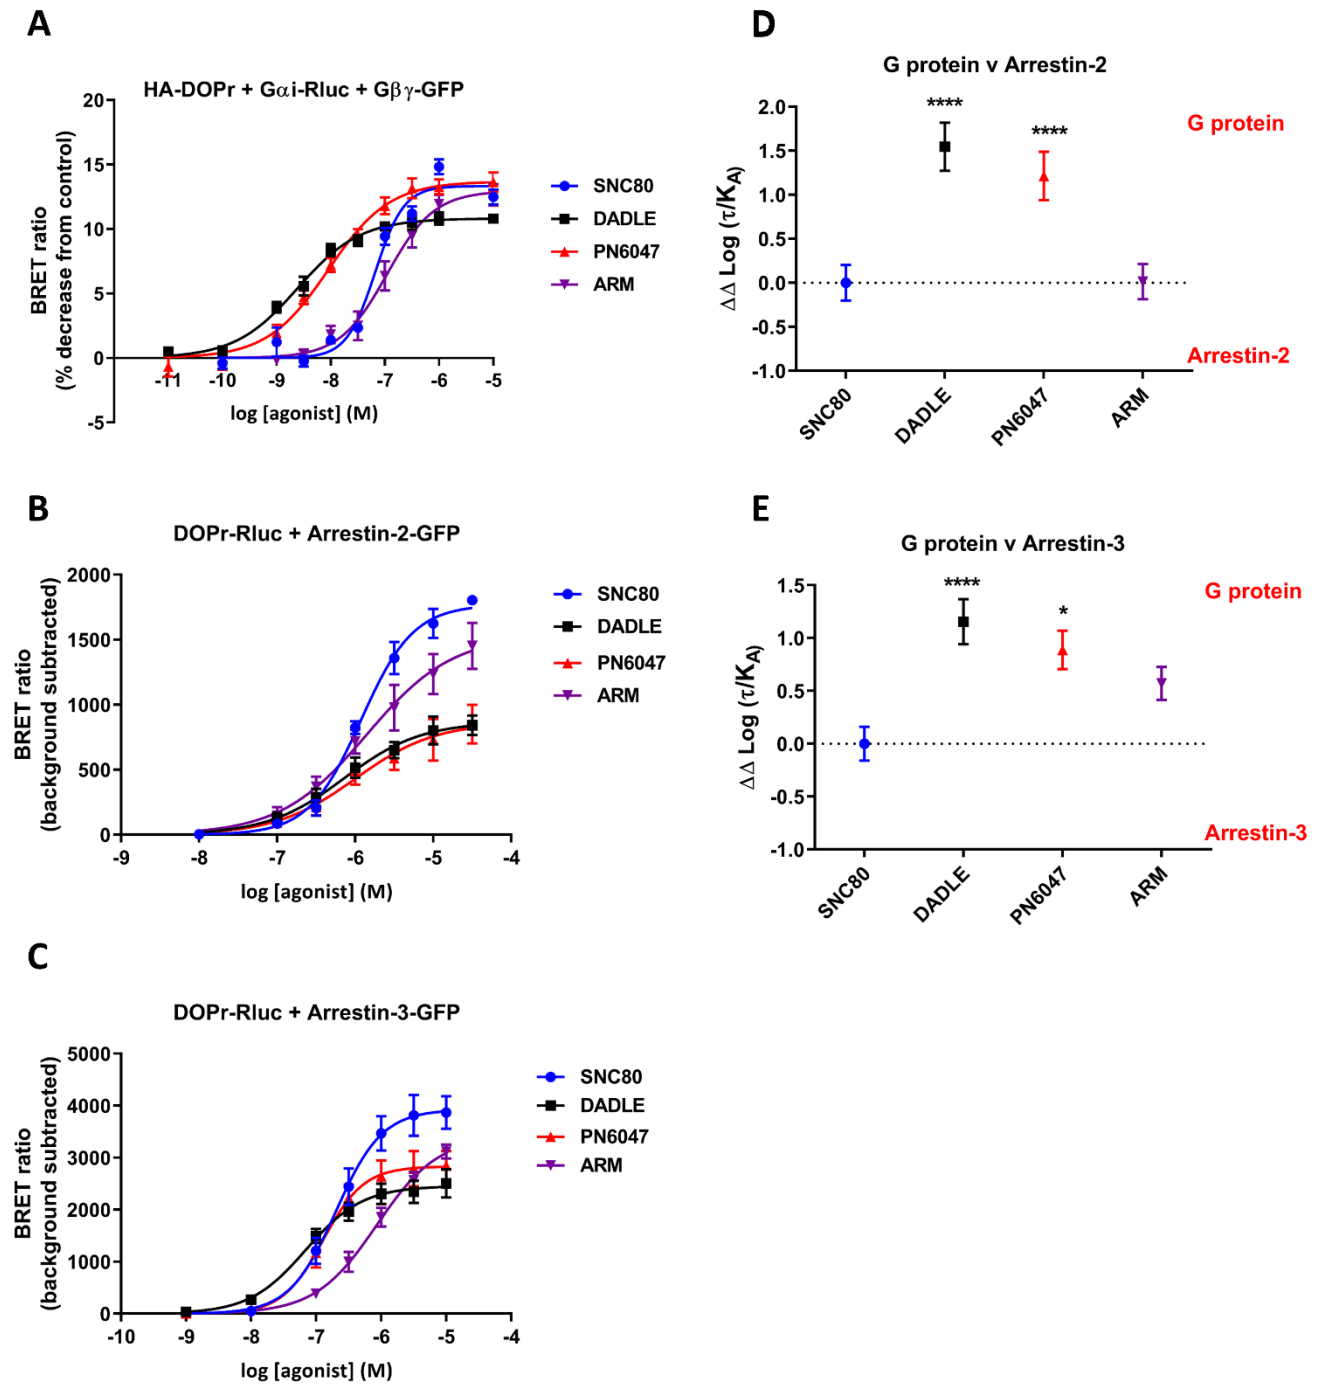 A
HA-DOPr + Gαi-Rluc + Gβγ-GFP
BRET ratio
(% decrease from control)
20
15
10
5
0
-5
-11 -10 -9 -8 -7 -6 -5
log [agonist] (M)
SNC80
DADLE
PN6047
ARM
B
DOPr-Rluc + Arrestin-2-GFP
BRET ratio
(background subtracted)
2000
1500
1000
500
0
-9 -8 -7 -6 -5 -4
log [agonist] (M)
SNC80
DADLE
PN6047
ARM
C
DOPr-Rluc + Arrestin-3-GFP
BRET ratio
(background subtracted)
5000
4000
3000
2000
1000
0
-10 -9 -8 -7 -6 -5 -4
log [agonist] (M)
SNC80
DADLE
PN6047
ARM
D
G protein v Arrestin-2
ΔΔ Log (τ/KA)
2.0
1.5
1.0
0.5
0.0
-0.5
-1.0
****
****
G protein
Arrestin-2
SNC80
DADLE
PN6047
ARM
E
G protein v Arrestin-3
ΔΔ Log (τ/KA)
1.5
1.0
0.5
0.0
-0.5
-1.0
****
*
G protein
Arrestin-3
SNC80
DADLE
PN6047
ARM